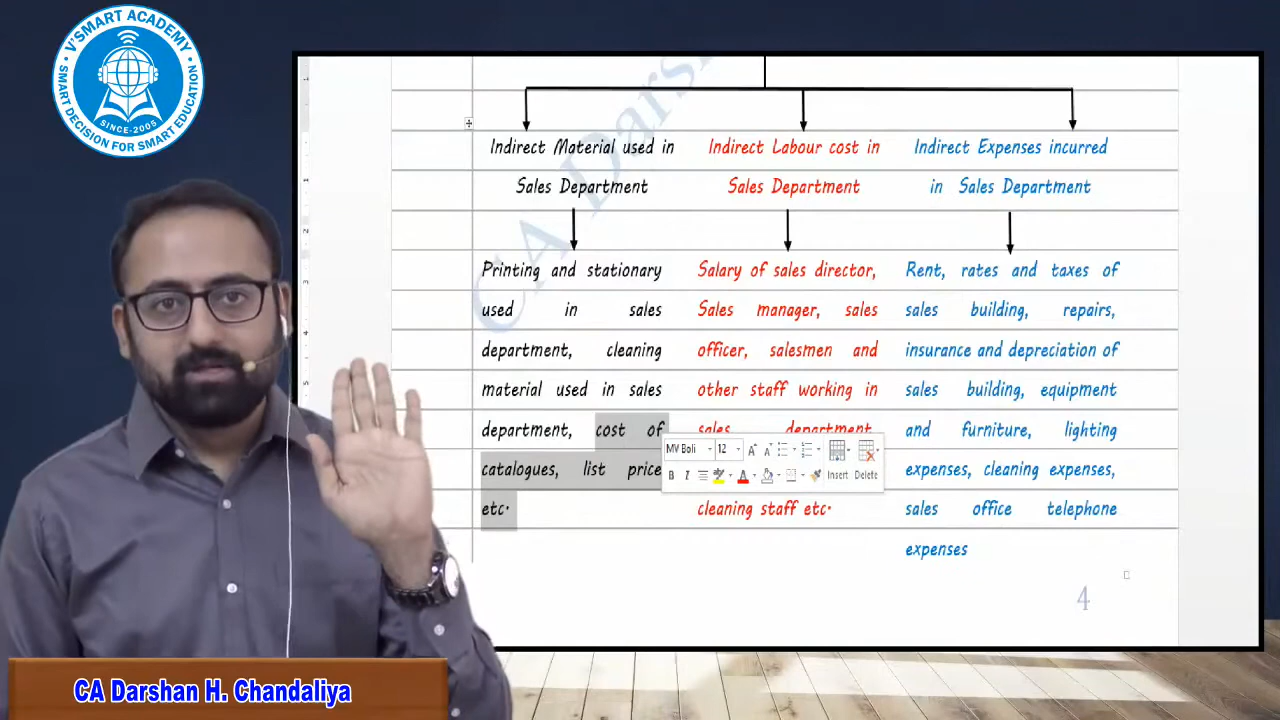 V'SMART ACADEMY
SINCE-2005
SMART DECISION FOR SMART EDUCATION
CA Darsh
Indirect Material used in
Sales Department
Indirect Labour cost in
Sales Department
Indirect Expenses incurred
in Sales Department
Printing and stationary
used in sales
department, cleaning
material used in sales
department, cost of
catalogues, list price
etc.
Salary of sales director,
Sales manager, sales
officer, salesmen and
other staff working in
sales department,
cleaning staff etc.
Rent, rates and taxes of
sales building, repairs,
insurance and depreciation of
sales building, equipment
and furniture, lighting
expenses, cleaning expenses,
sales office telephone
expenses
MV Boli 12
B I
Insert Delete
4
CA Darshan H. Chandaliya